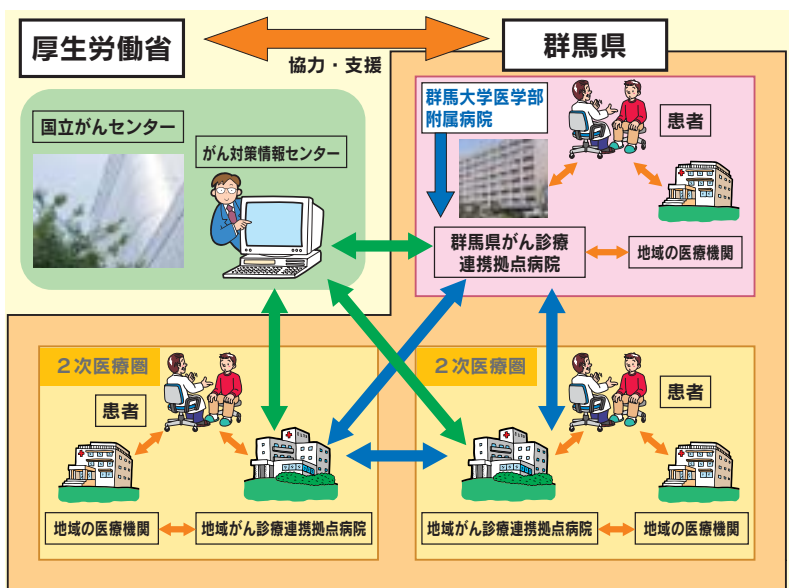 厚生労働省
協力・支援
群馬県
国立がんセンター
がん対策情報センター
群馬大学医学部
附属病院
患者
群馬県がん診療
連携拠点病院
地域の医療機関
2次医療圏
患者
地域の医療機関
地域がん診療連携拠点病院
2次医療圏
患者
地域がん診療連携拠点病院
地域の医療機関